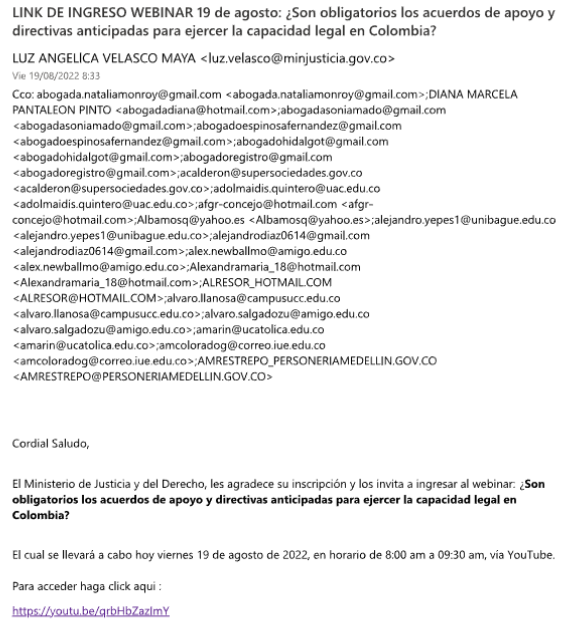 LINK DE INGRESO WEBINAR 19 de agosto: ¿Son obligatorios los acuerdos de apoyo y
directivas anticipadas para ejercer la capacidad legal en Colombia?
LUZ ANGELICA VELASCO MAYA <luz.velasco@minjusticia.gov.co>
Vie 19/08/2022 8:33
Cco: abogada.nataliamonroy@gmail.com <abogada.nataliamonroy@gmail.com>;DIANA MARCELA
PANTALEON PINTO <abogadadiana@hotmail.com>;abogadasoniamado@gmail.com
<abogadasoniamado@gmail.com>;abogadoespinosafernandez@gmail.com
<abogadoespinosafernandez@gmail.com>;abogadohidalgot@gmail.com
<abogadohidalgot@gmail.com>;abogadoregistro@gmail.com
<abogadoregistro@gmail.com>;acalderon@supersociedades.gov.co
<acalderon@supersociedades.gov.co>;adolmaidis.quintero@uac.edu.co
<adolmaidis.quintero@uac.edu.co>;afgr-concejo@hotmail.com <afgr-
concejo@hotmail.com>;Albamosq@yahoo.es <Albamosq@yahoo.es>;alejandro.yepes1@unibague.edu.co
<alejandro.yepes1@unibague.edu.co>;alejandrodiaz0614@gmail.com
<alejandrodiaz0614@gmail.com>;alex.newballmo@amigo.edu.co
<alex.newballmo@amigo.edu.co>;Alexandramaria_18@hotmail.com
<Alexandramaria_18@hotmail.com>;ALRESOR_HOTMAIL.COM
<ALRESOR@HOTMAIL.COM>;alvaro.llanosa@campusucc.edu.co
<alvaro.llanosa@campusucc.edu.co>;alvaro.salgadozu@amigo.edu.co
<alvaro.salgadozu@amigo.edu.co>;amarin@ucatolica.edu.co
<amarin@ucatolica.edu.co>;amcoloradog@correo.iue.edu.co
<amcoloradog@correo.iue.edu.co>;AMRESTREPO_PERSONERIAMEDELLIN.GOV.CO
<AMRESTREPO@PERSONERIAMEDELLIN.GOV.CO>
Cordial Saludo,
El Ministerio de Justicia y del Derecho, les agradece su inscripción y los invita a ingresar al webinar: ¿Son
obligatorios los acuerdos de apoyo y directivas anticipadas para ejercer la capacidad legal en
Colombia?
El cual se llevará a cabo hoy viernes 19 de agosto de 2022, en horario de 8:00 am a 09:30 am, vía YouTube.
Para acceder haga click aqui :
https://youtu.be/qrbHbZazImY